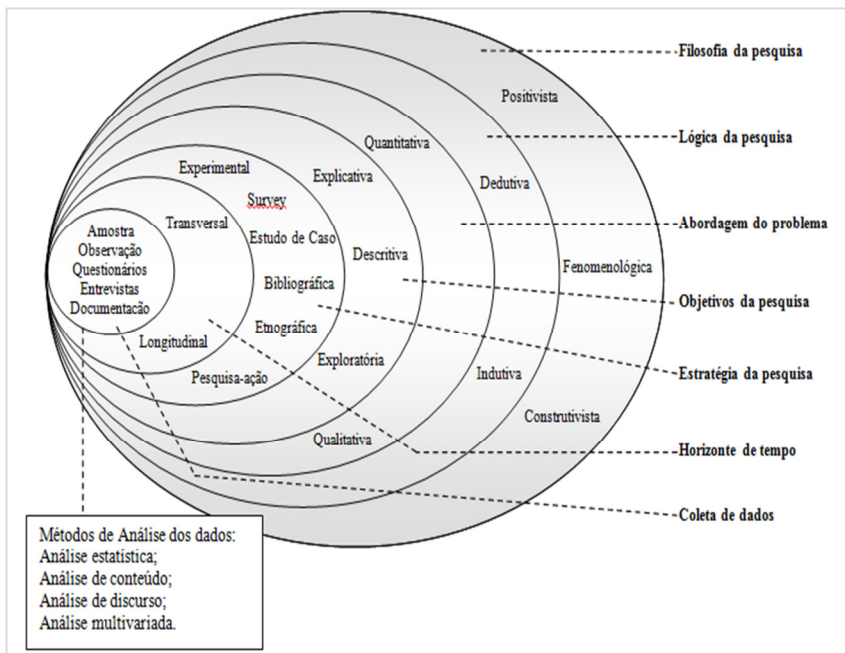 Filosofia da pesquisa
Positivista
Lógica da pesquisa
Quantitativa
Experimental
Explicativa
Dedutiva
Survey
Transversal
Abordagem do problema
Amostra
Observação
Questionários
Entrevistas
Documentacão
Estudo de Caso
Descritiva
Fenomenológica
Bibliográfica
Objetivos da pesquisa
Etnográfica
Longitudinal
Exploratória
Pesquisa-ação
Indutiva
Estratégia da pesquisa
Construtivista
Qualitativa
Horizonte de tempo
Coleta de dados
Métodos de Análise dos dados:
Análise estatística;
Análise de conteúdo;
Análise de discurso;
Análise multivariada.